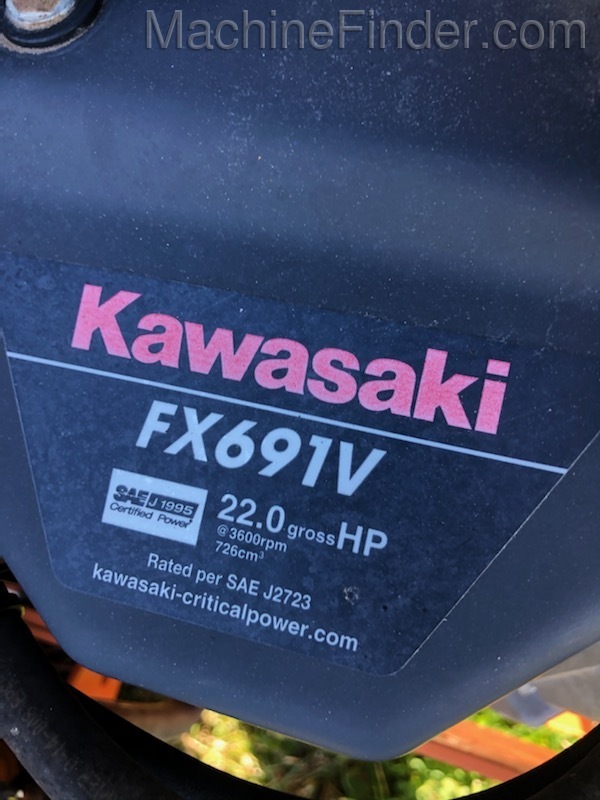 MachineFinder.com
Kawasaki
FX691V
SAE J1995
Certified Power
22.0 gross HP
@3600rpm
726cm³
Rated per SAE J2723
kawasaki-criticalpower.com